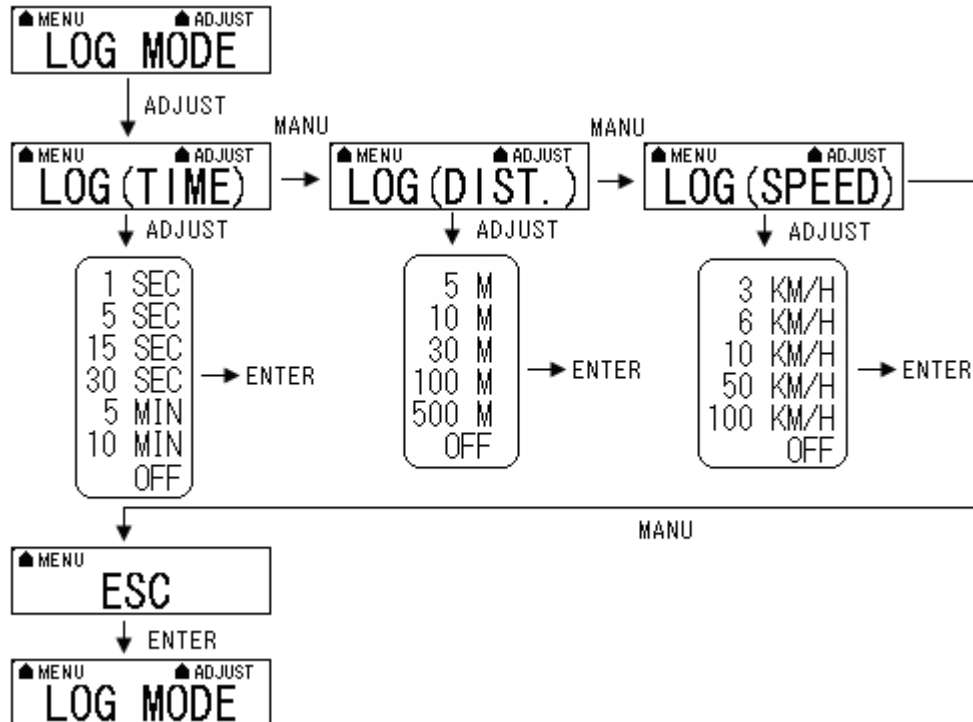 MENU ADJUST
LOG MODE
ADJUST
MANU MANU
MENU ADJUST
LOG(TIME)
MENU ADJUST
LOG(DIST.)
MENU ADJUST
LOG(SPEED)
ADJUST
ADJUST
ADJUST
1 SEC
5 SEC
15 SEC
30 SEC
5 MIN
10 MIN
OFF
ENTER
5 M
10 M
30 M
100 M
500 M
OFF
ENTER
3 KM/H
6 KM/H
10 KM/H
50 KM/H
100 KM/H
OFF
ENTER
MANU
MENU
ESC
ENTER
MENU ADJUST
LOG MODE